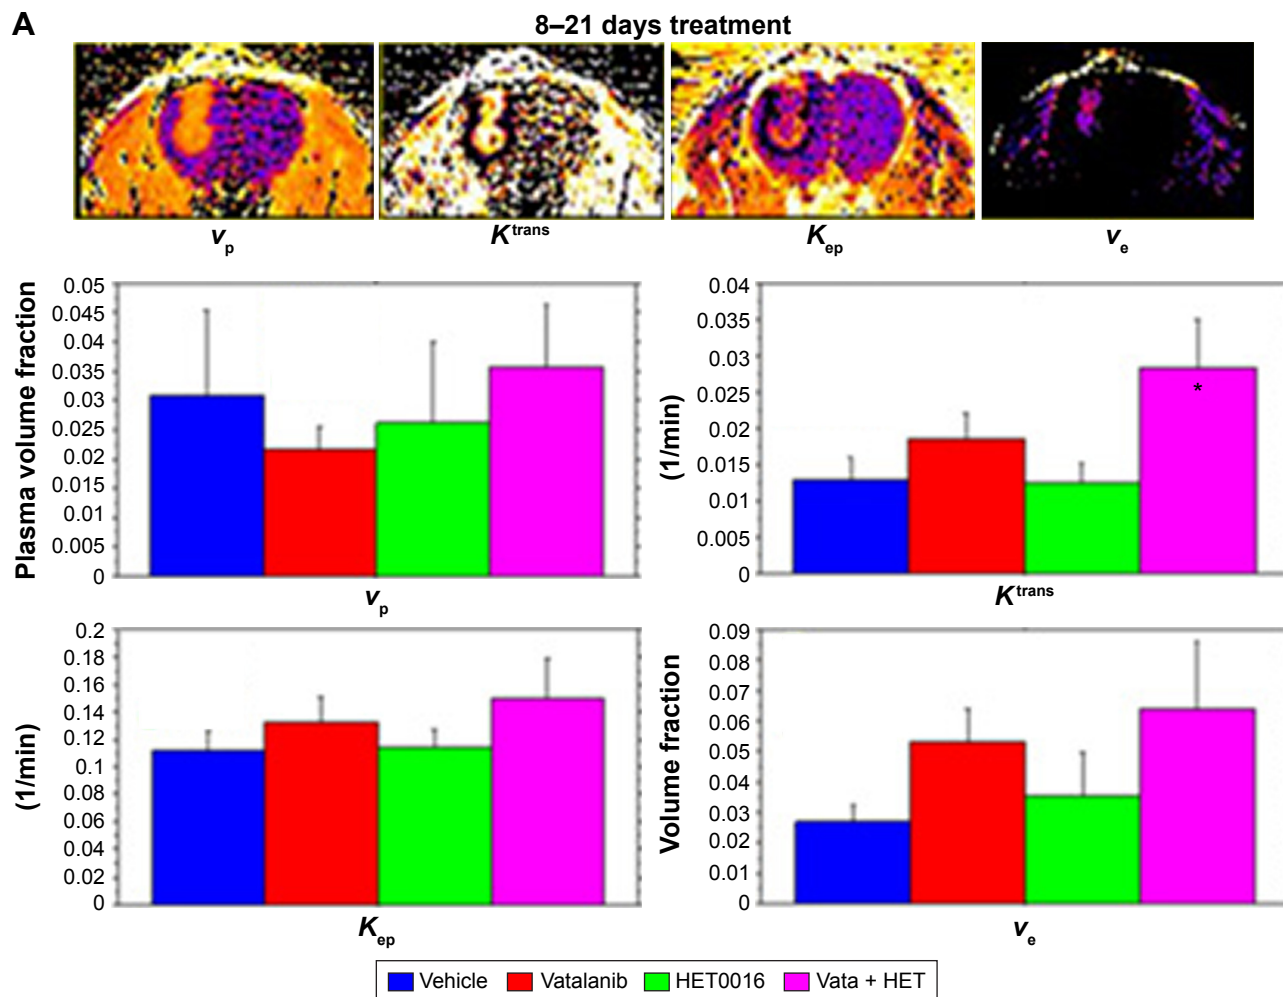 A
8–21 days treatment
vp
Ktrans
Kep
ve
Plasma volume fraction
0.05
0.045
0.04
0.035
0.03
0.025
0.02
0.01
0.01
0.005
0
vp
(1/min)
0.04
0.035
0.03
0.025
0.02
0.015
0.01
0.005
0
*
Ktrans
(1/min)
0.2
0.18
0.16
0.14
0.12
0.1
0.08
0.06
0.04
0.02
0
Kep
Volume fraction
0.09
0.08
0.07
0.06
0.05
0.04
0.03
0.02
0.01
0
ve
Vehicle
Vatalanib
HET0016
Vata + HET